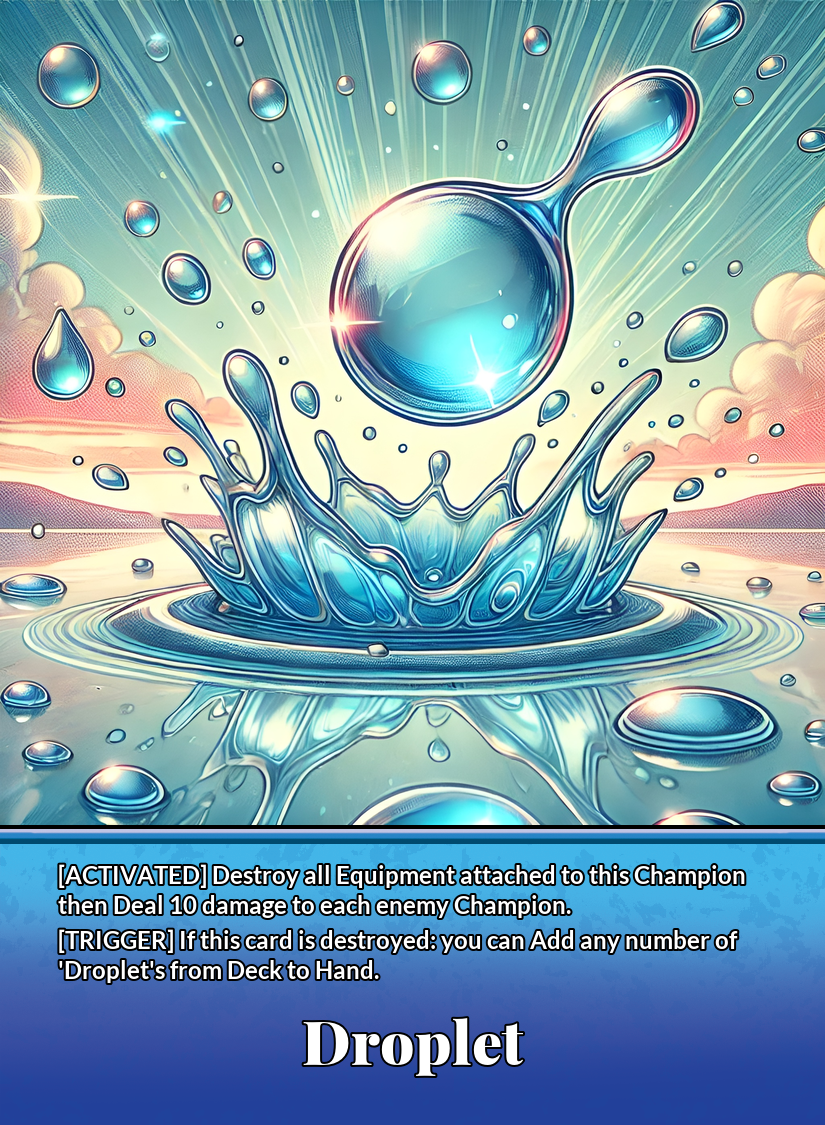 [ACTIVATED] Destroy all Equipment attached to this Champion
then Deal 10 damage to each enemy Champion.
[TRIGGER] If this card is destroyed: you can Add any number of
'Droplet's from Deck to Hand.
Droplet